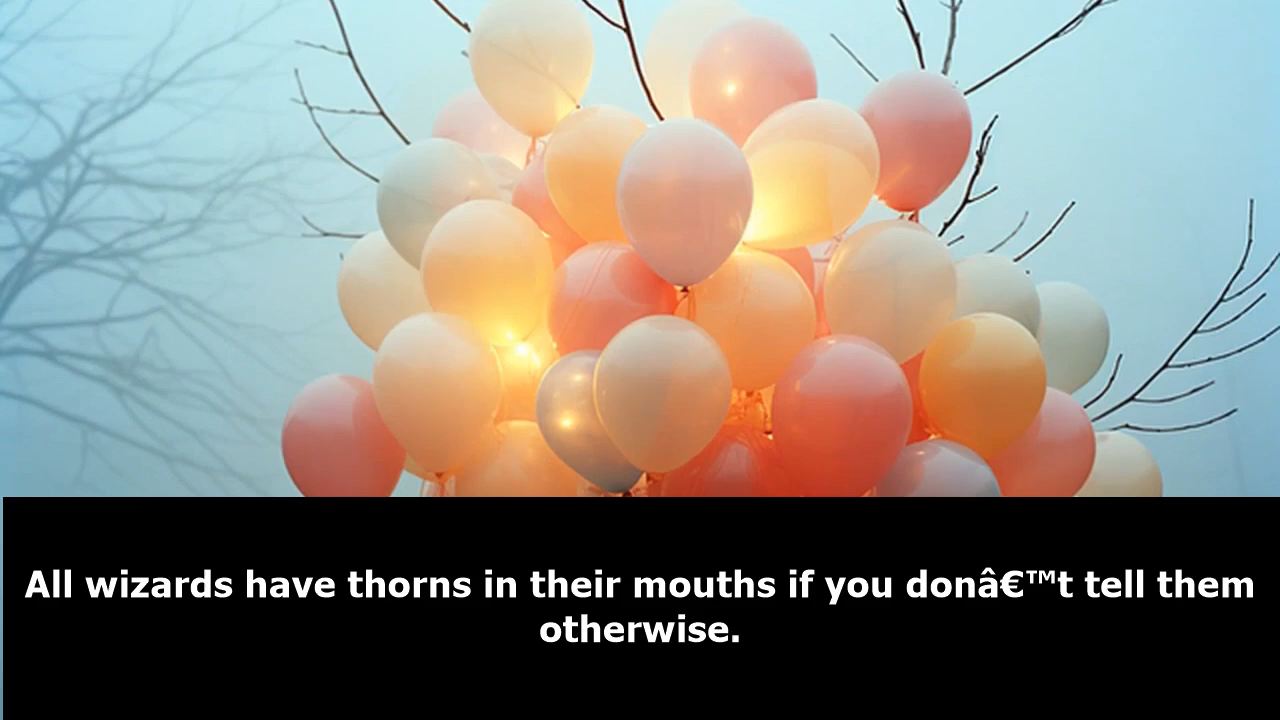 All wizards have thorns in their mouths if you donâ€™t tell them
otherwise.